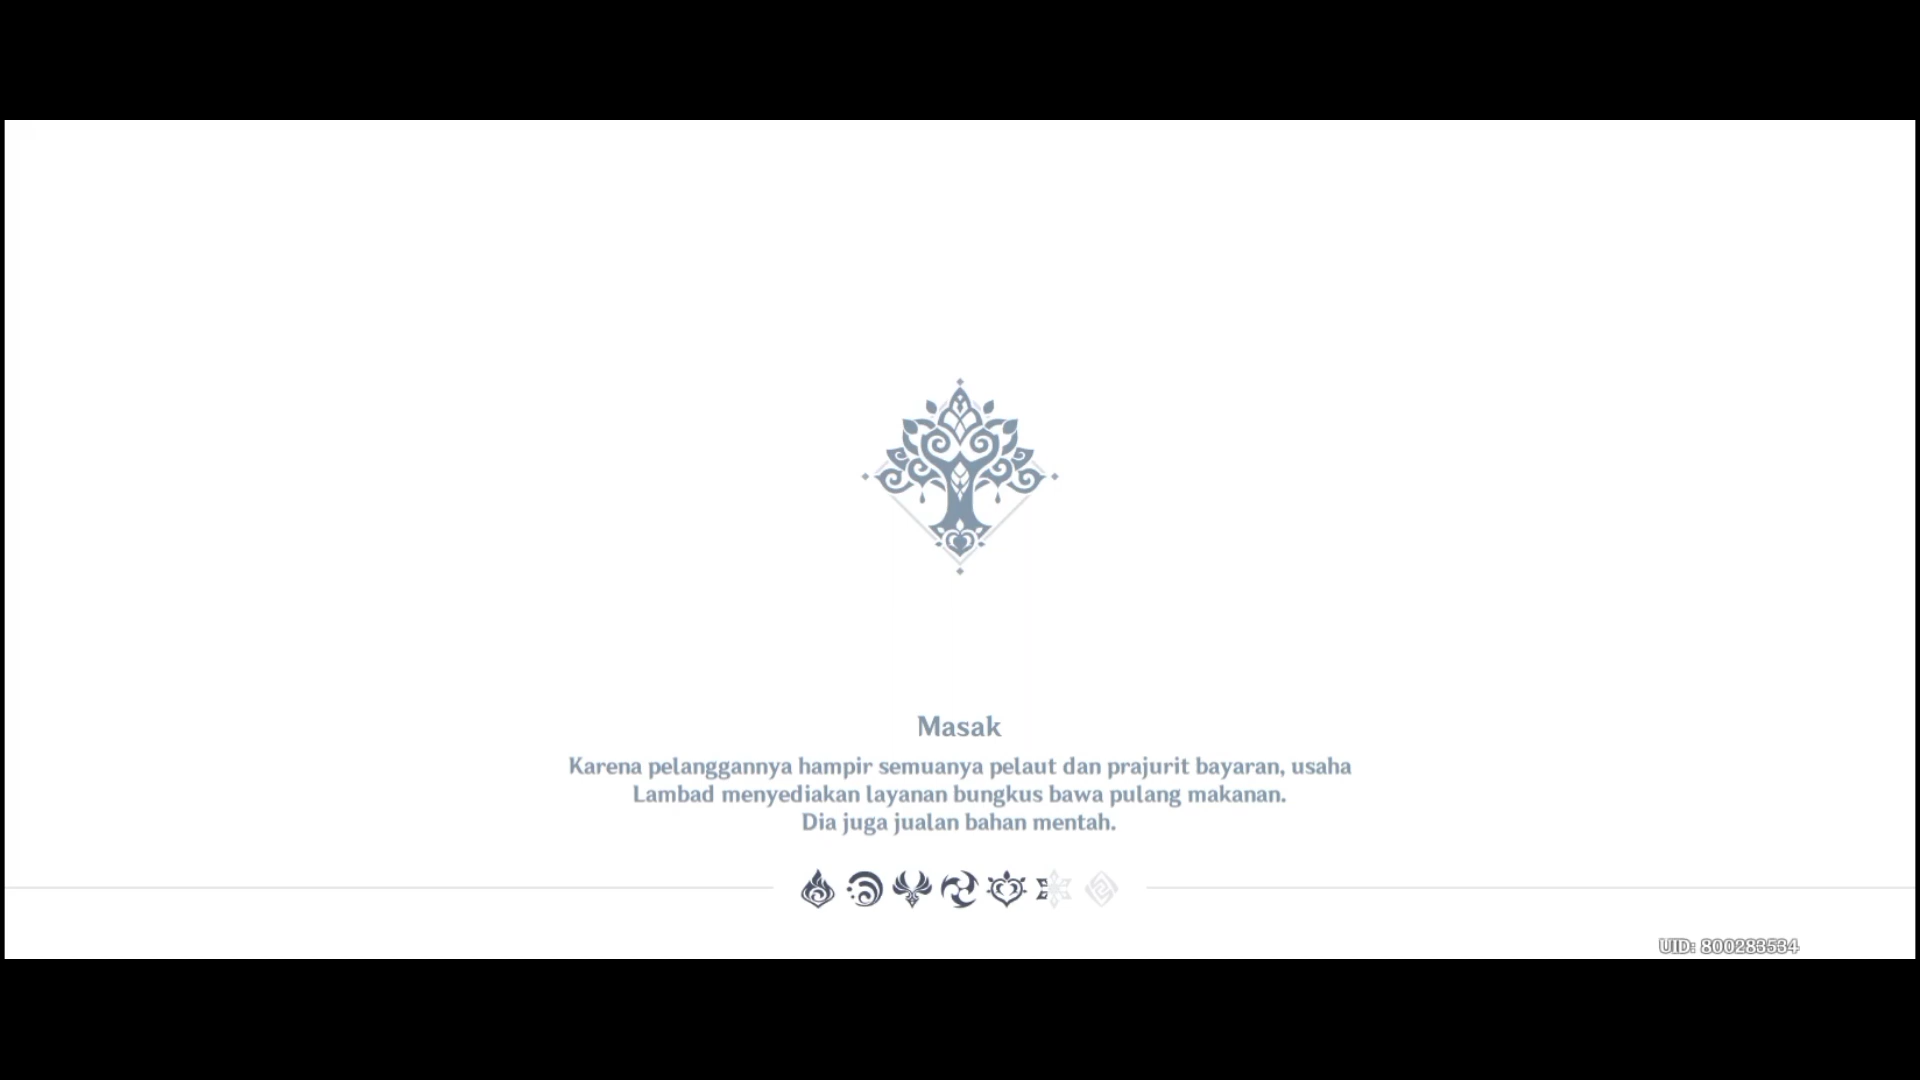 Masak
Karena pelanggannya hampir semuanya pelaut dan prajurit bayaran, usaha
Lambad menyediakan layanan bungkus bawa pulang makanan.
Dia juga jualan bahan mentah.
UID: 800283534